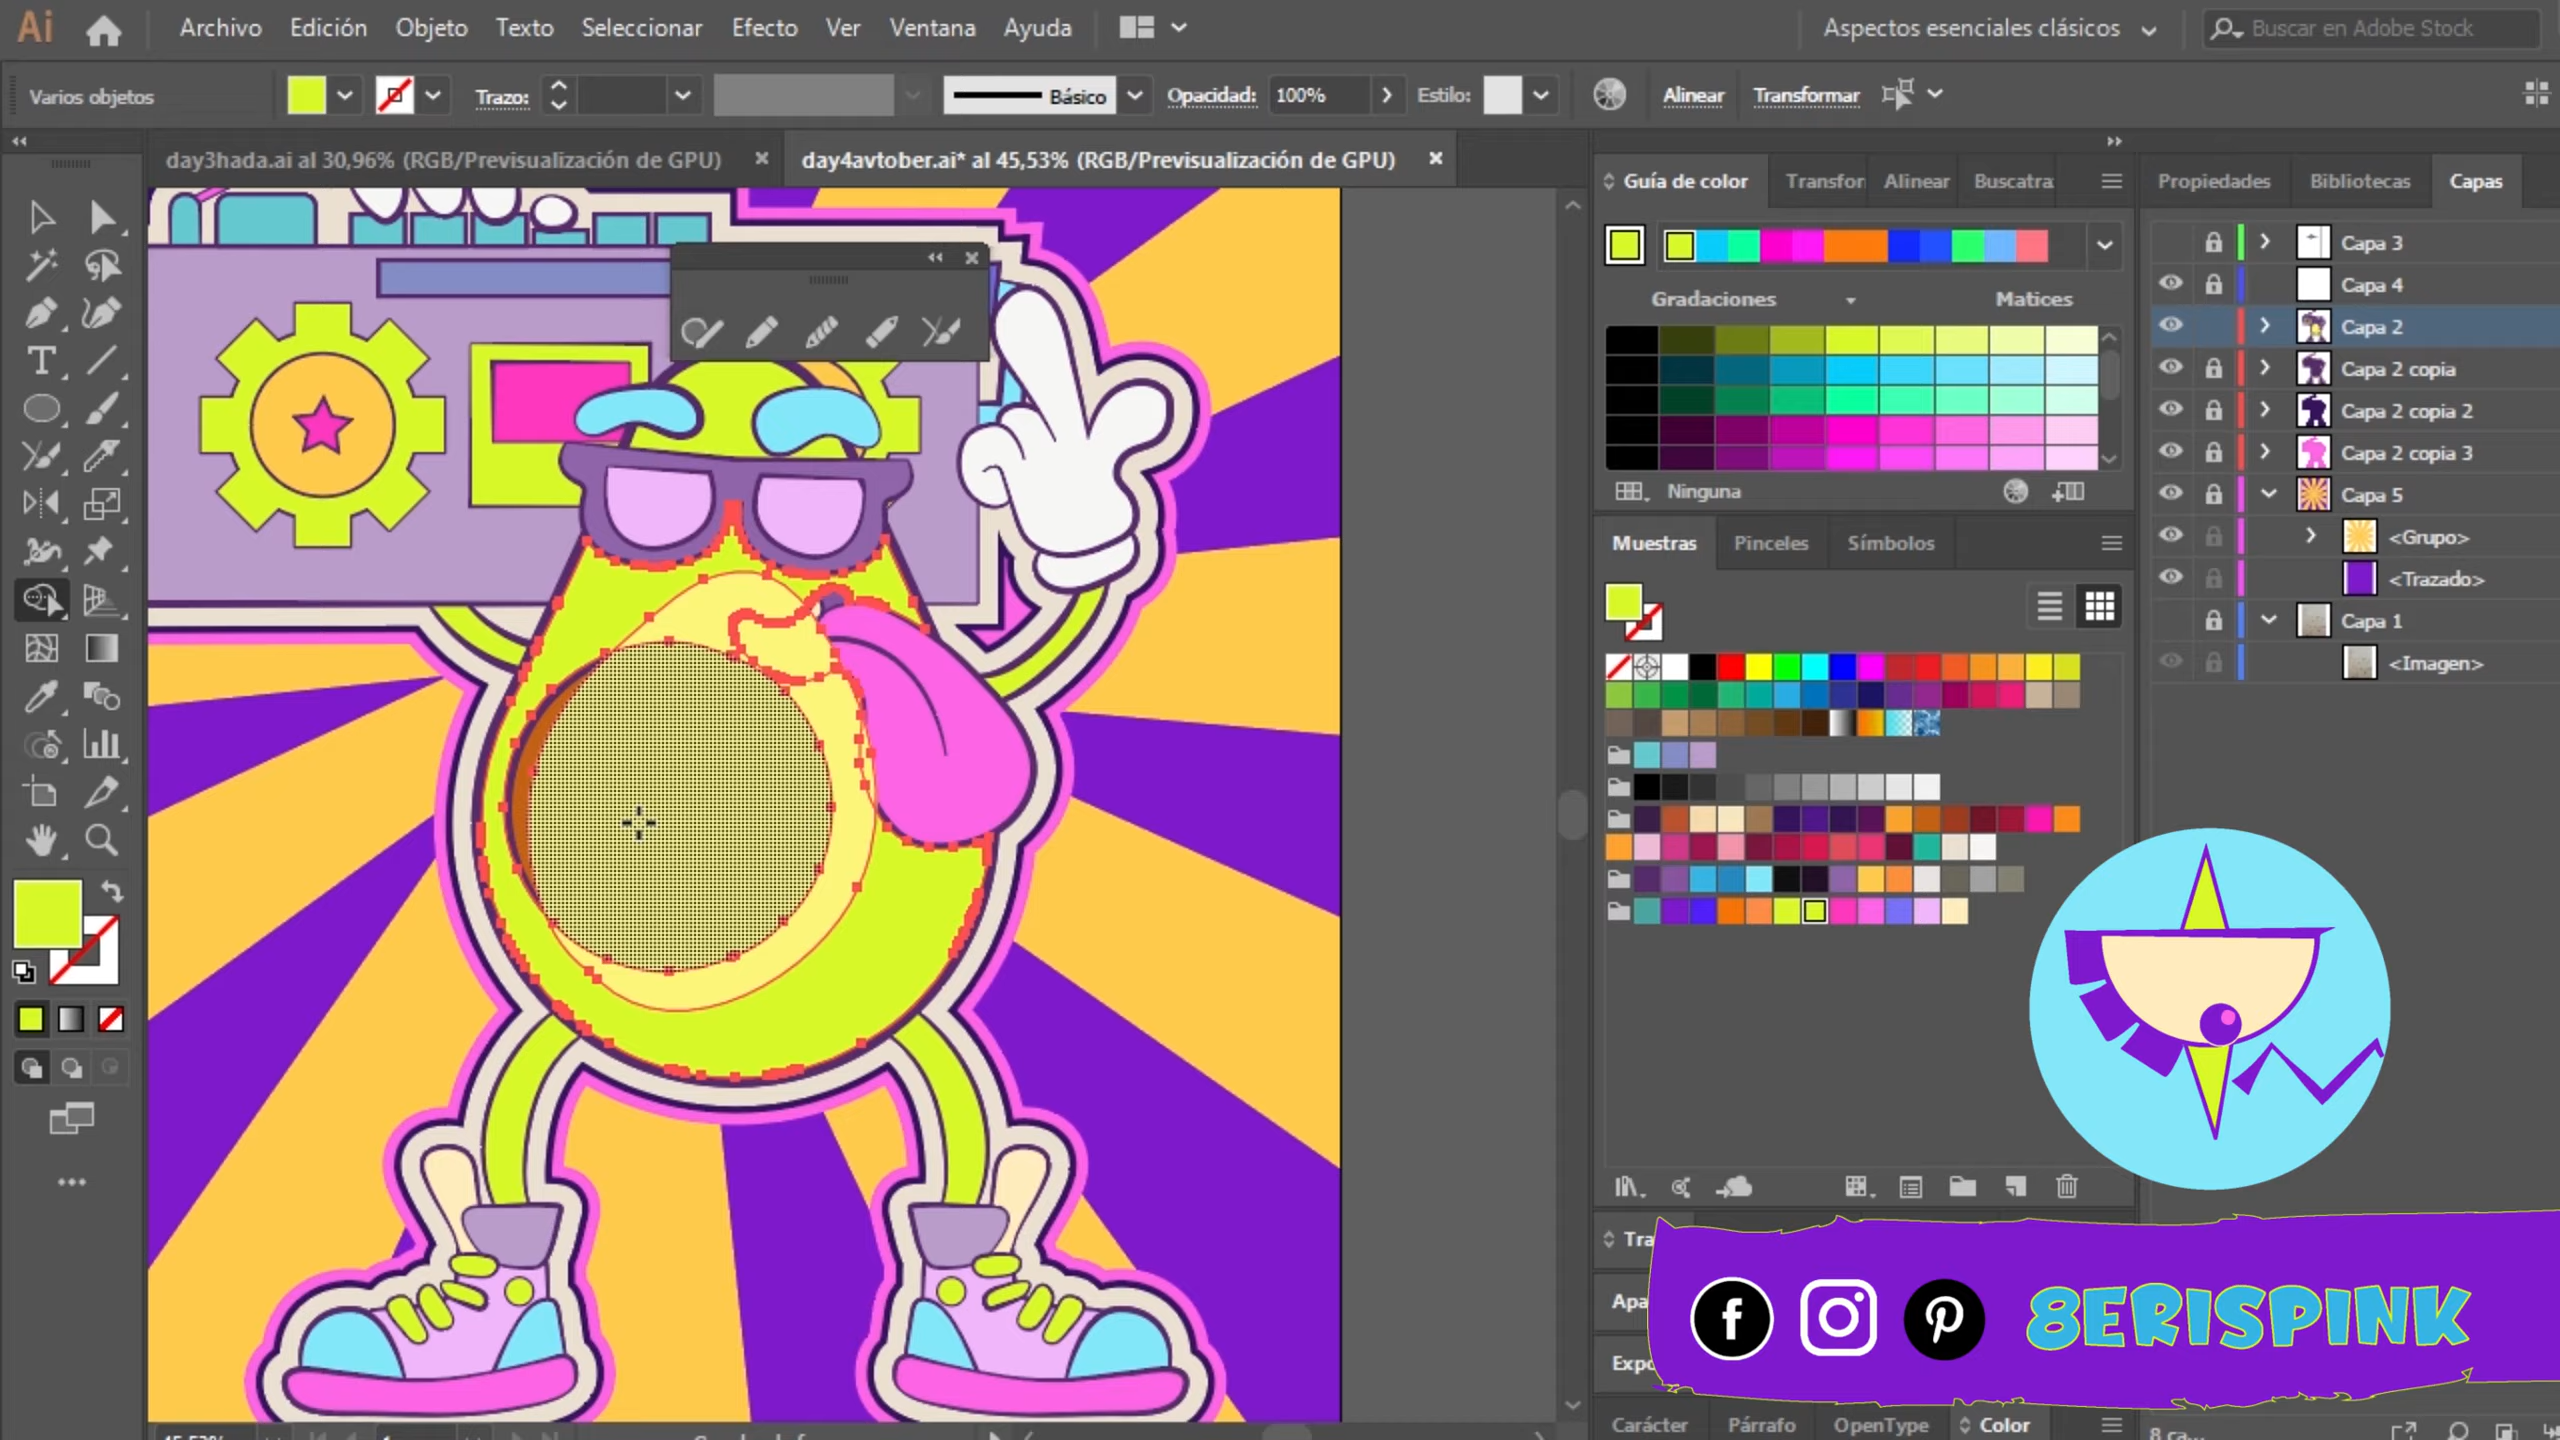 Ai Archivo Edición Objeto Texto Seleccionar Efecto Ver Ventana Ayuda Aspectos esenciales clásicos Buscar en Adobe Stock
Varios objetos Trazo: Básico Opacidad: 100% Estilo: Alinear Transformar
day3hada.ai al 30,96% (RGB/Previsualización de GPU) day4avtober.ai* al 45,53% (RGB/Previsualización de GPU)
Guía de color Transfor Alinear Buscatra
Gradaciones Matices
Ninguna
Muestras Pinceles Símbolos
Propiedades Bibliotecas Capas
Capa 3
Capa 4
Capa 2
Capa 2 copia
Capa 2 copia 2
Capa 2 copia 3
Capa 5
<Grupo>
<Trazado>
Capa 1
<Imagen>
Tra
Apa
Expo
8ERISPINK
Carácter Párrafo OpenType Color